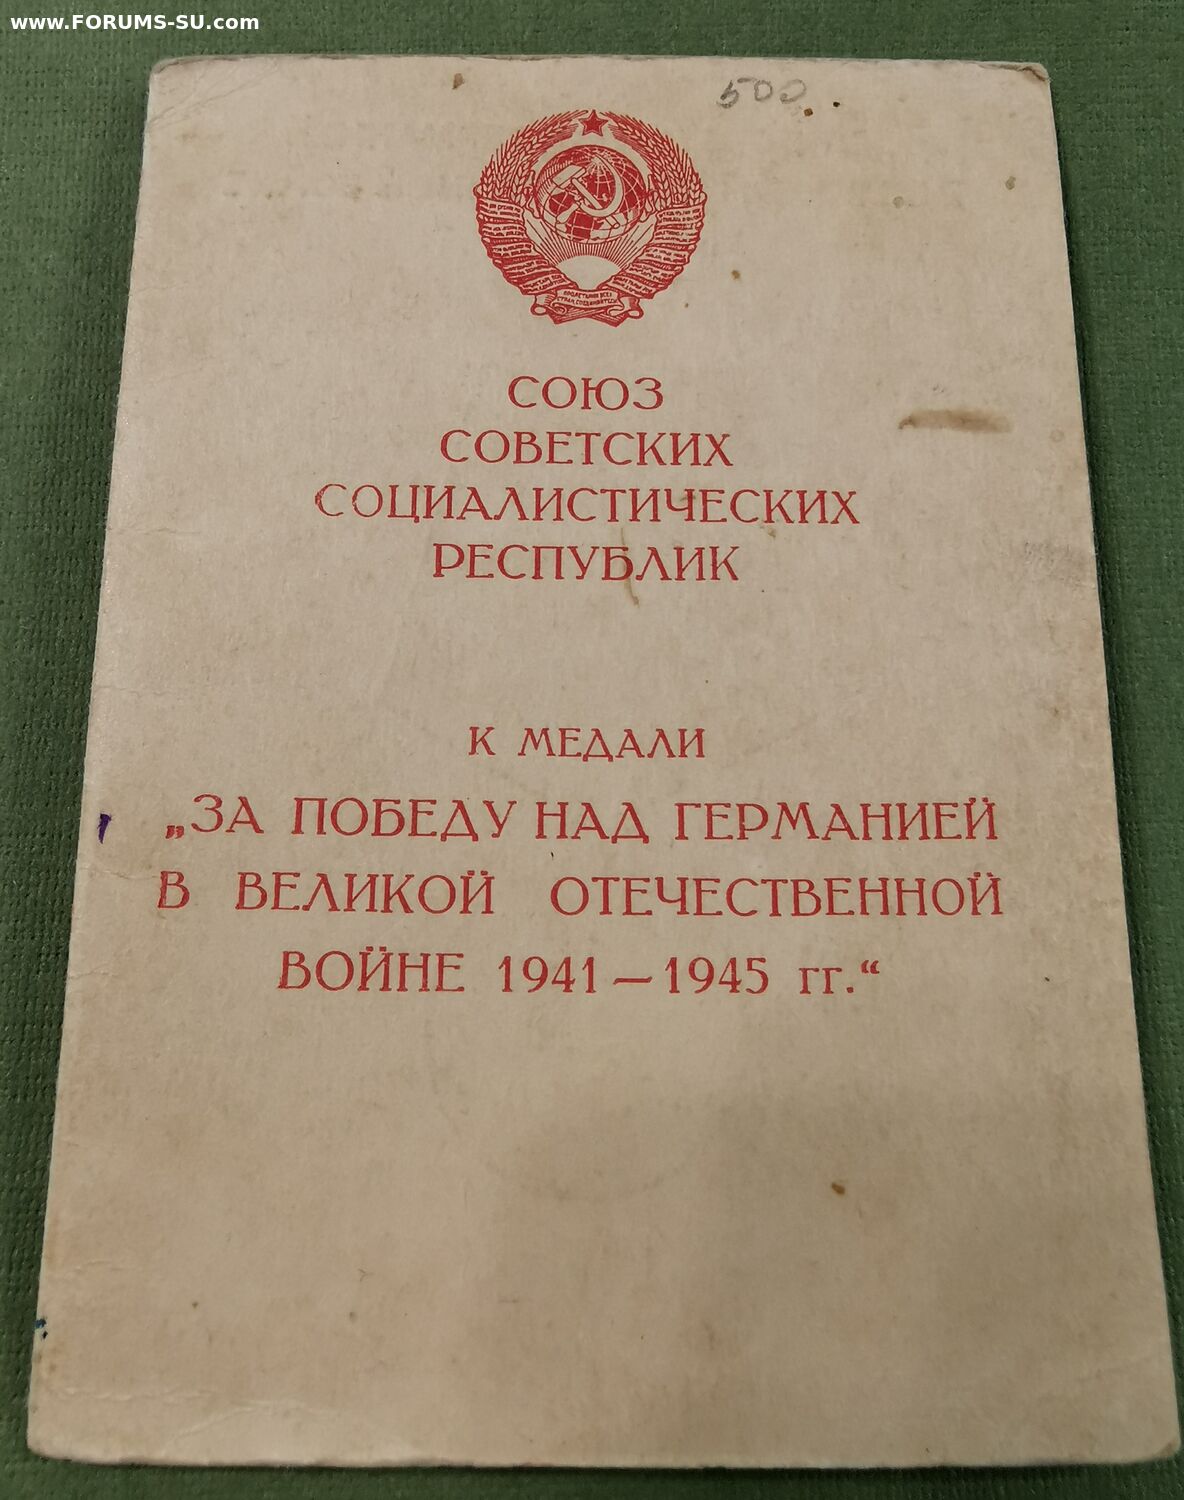 www.FORUMS-SU.com
500
СОЮЗ
СОВЕТСКИХ
СОЦИАЛИСТИЧЕСКИХ
РЕСПУБЛИК
К МЕДАЛИ
„ЗА ПОБЕДУ НАД ГЕРМАНИЕЙ
В ВЕЛИКОЙ ОТЕЧЕСТВЕННОЙ
ВОЙНЕ 1941—1945 гг.“